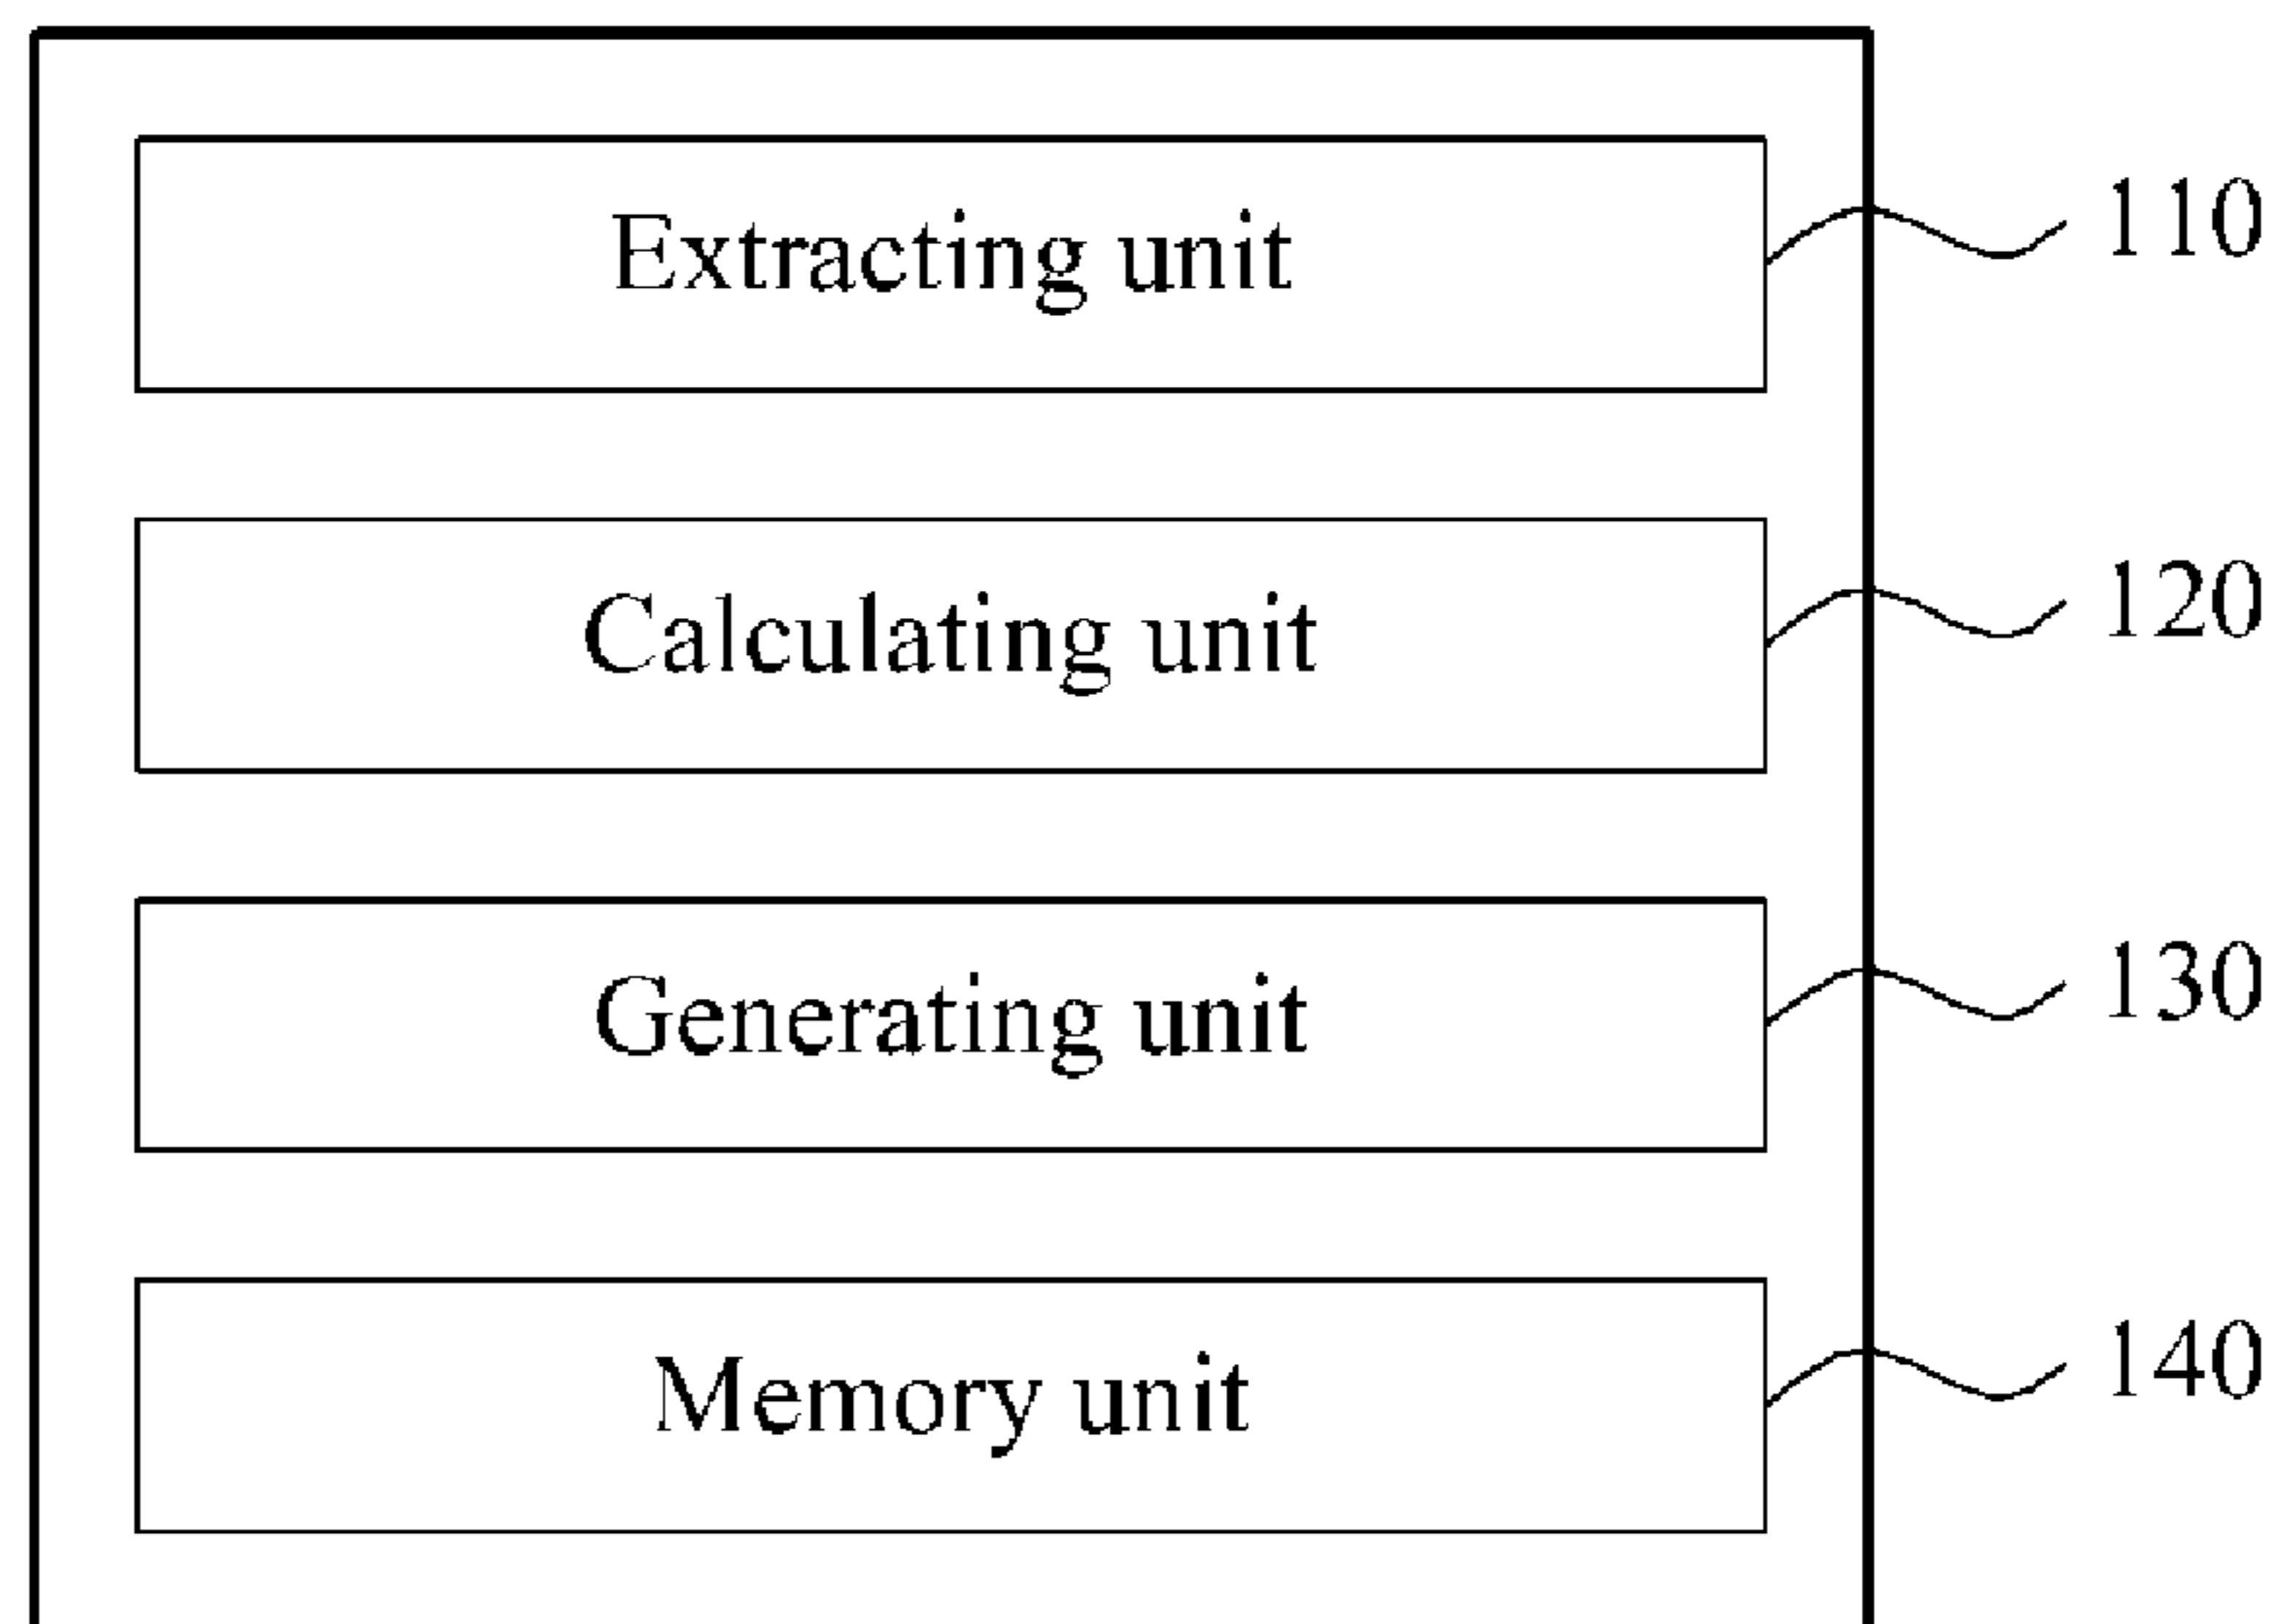 Extracting unit 110
Calculating unit 120
Generating unit 130
Memory unit 140